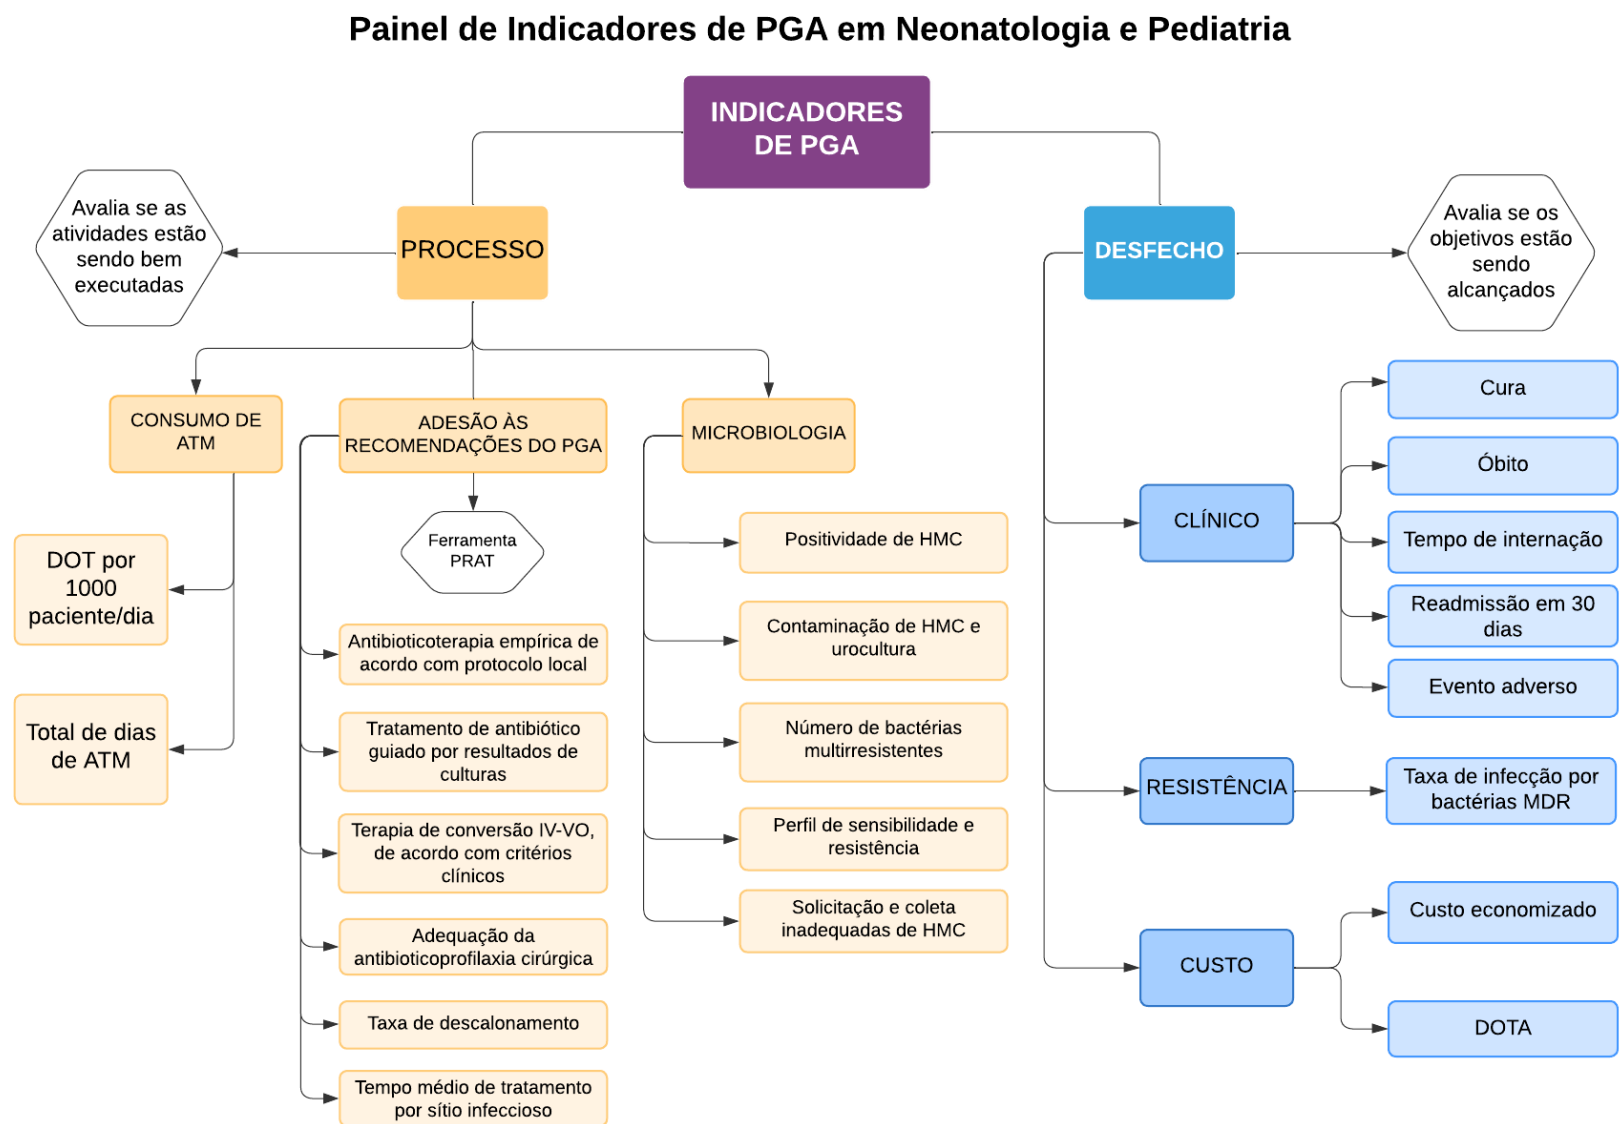 Painel de Indicadores de PGA em Neonatologia e Pediatria
INDICADORES
DE PGA
Avalia se as
atividades estão
sendo bem
executadas
PROCESSO
DESFECHO
Avalia se os
objetivos estão
sendo
alcançados
CONSUMO DE
ATM
DOT por
1000
paciente/dia
Total de dias
de ATM
ADESÃO ÀS
RECOMENDAÇÕES DO PGA
Ferramenta
PRAT
Antibioticoterapia empírica de
acordo com protocolo local
Tratamento de antibiótico
guiado por resultados de
culturas
Terapia de conversão IV-VO,
de acordo com critérios
clínicos
Adequação da
antibioticoprofilaxia cirúrgica
Taxa de descalonamento
Tempo médio de tratamento
por sítio infeccioso
MICROBIOLOGIA
Positividade de HMC
Contaminação de HMC e
urocultura
Número de bactérias
multirresistentes
Perfil de sensibilidade e
resistência
Solicitação e coleta
inadequadas de HMC
CLÍNICO
Cura
Óbito
Tempo de internação
Readmissão em 30
dias
Evento adverso
RESISTÊNCIA
Taxa de infecção por
bactérias MDR
CUSTO
Custo economizado
DOTA